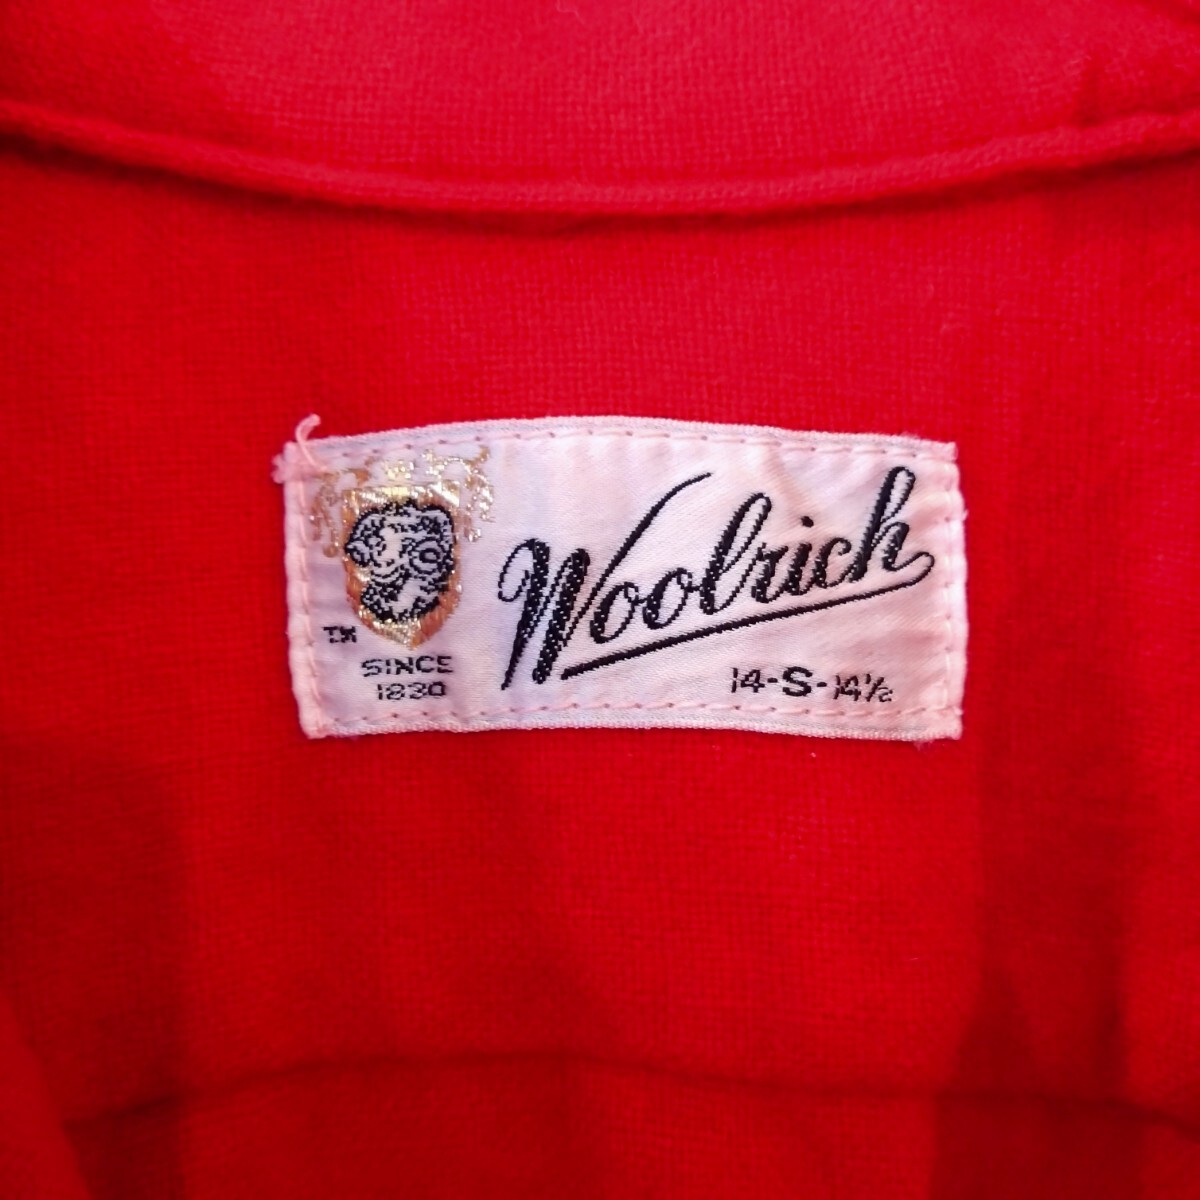 Woolrich
TM
SINCE
1830
14-S-14½